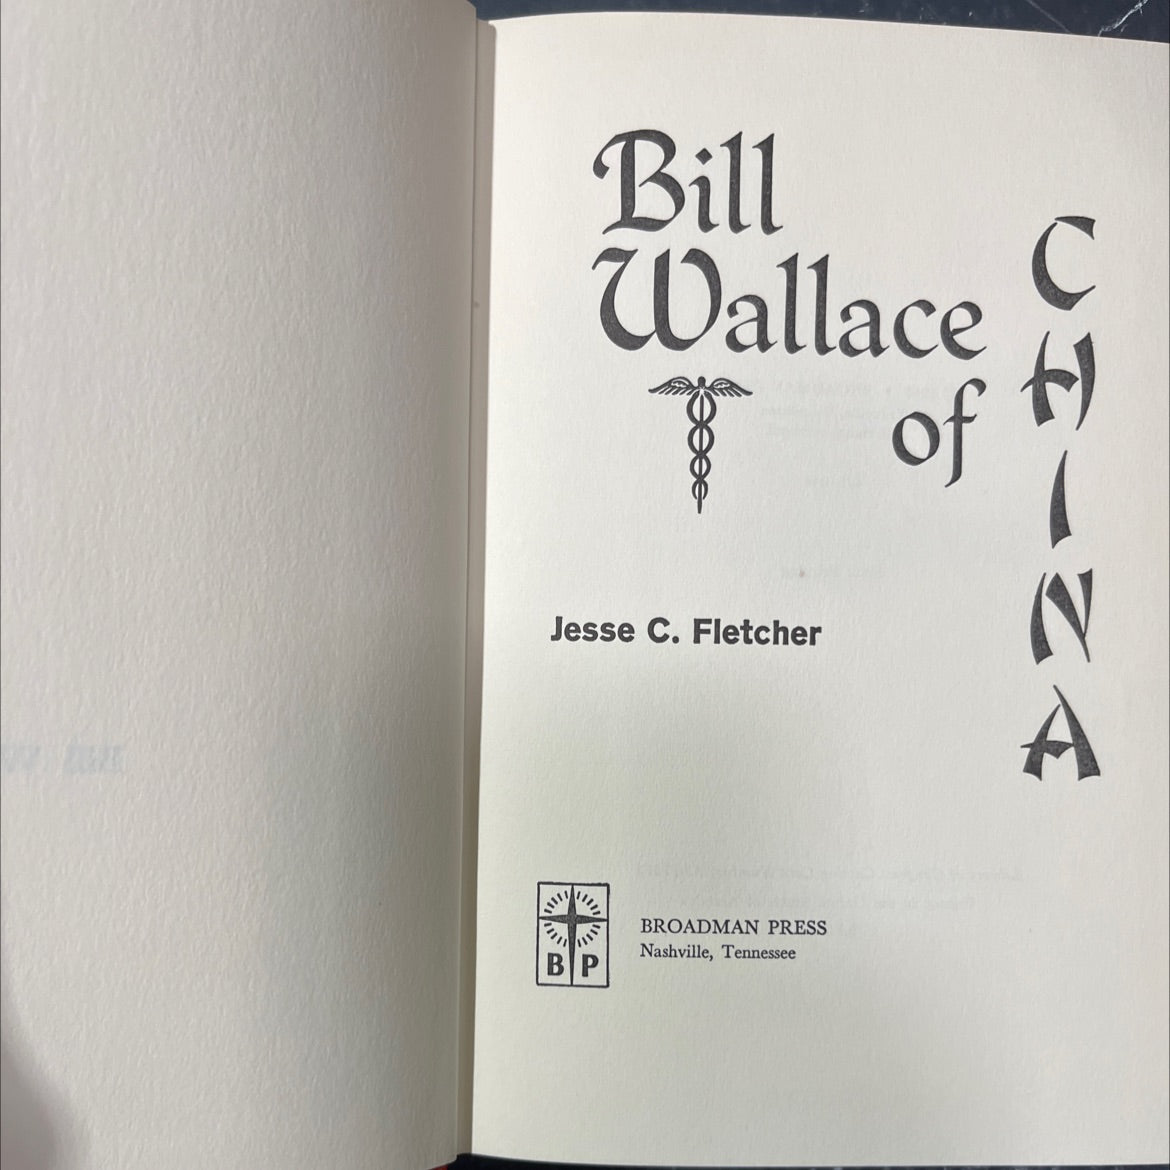 Bill
Wallace
of
CHINA
Jesse C. Fletcher
B P
BROADMAN PRESS
Nashville, Tennessee